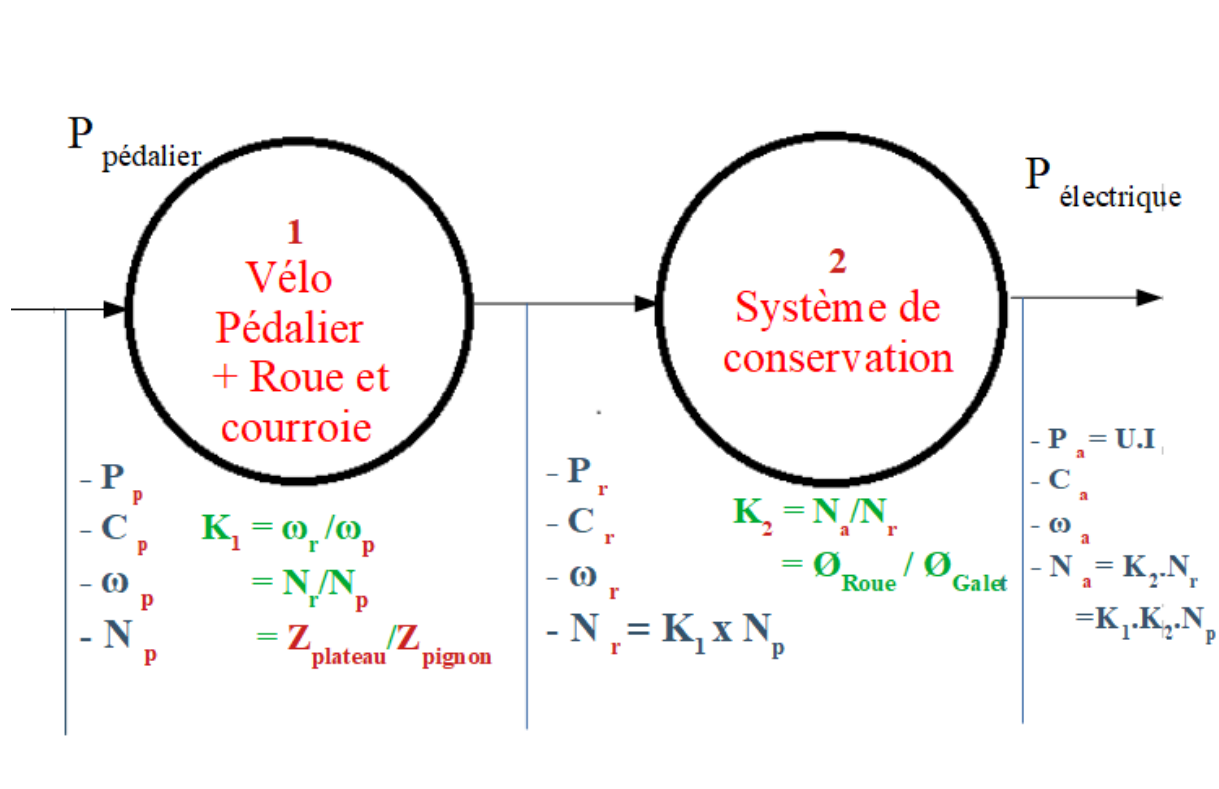 P pédalier
P électrique
1
Vélo
Pédalier
+ Roue et
courroie
2
Système de
conservation
- P p
- C p
- ω p
- N p
K1 = ωr /ωp
= Nr/Np
= Zplateau/Zpignon
- P r
- C r
- ω r
- N r = K1 x Np
K2 = Na/Nr
= ØRoue / ØGalet
- P a = U.I
- C a
- ω a
- N a = K2.Nr
=K1.K2.Np